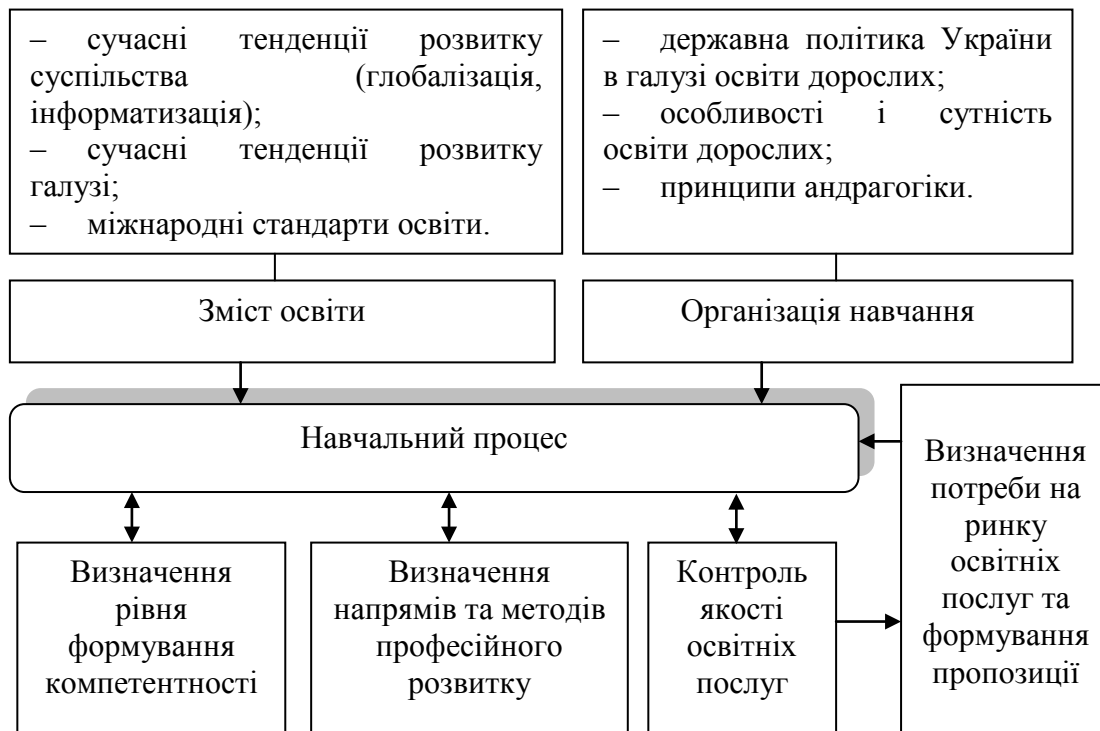 – сучасні тенденції розвитку
суспільства (глобалізація,
інформатизація);
– сучасні тенденції розвитку
галузі;
– міжнародні стандарти освіти.
– державна політика України
в галузі освіти дорослих;
– особливості і сутність
освіти дорослих;
– принципи андрагогіки.
Зміст освіти
Організація навчання
Навчальний процес
Визначення
рівня
формування
компетентності
Визначення
напрямів та методів
професійного
розвитку
Контроль
якості
освітніх
послуг
Визначення
потреби на
ринку
освітніх
послуг та
формування
пропозиції